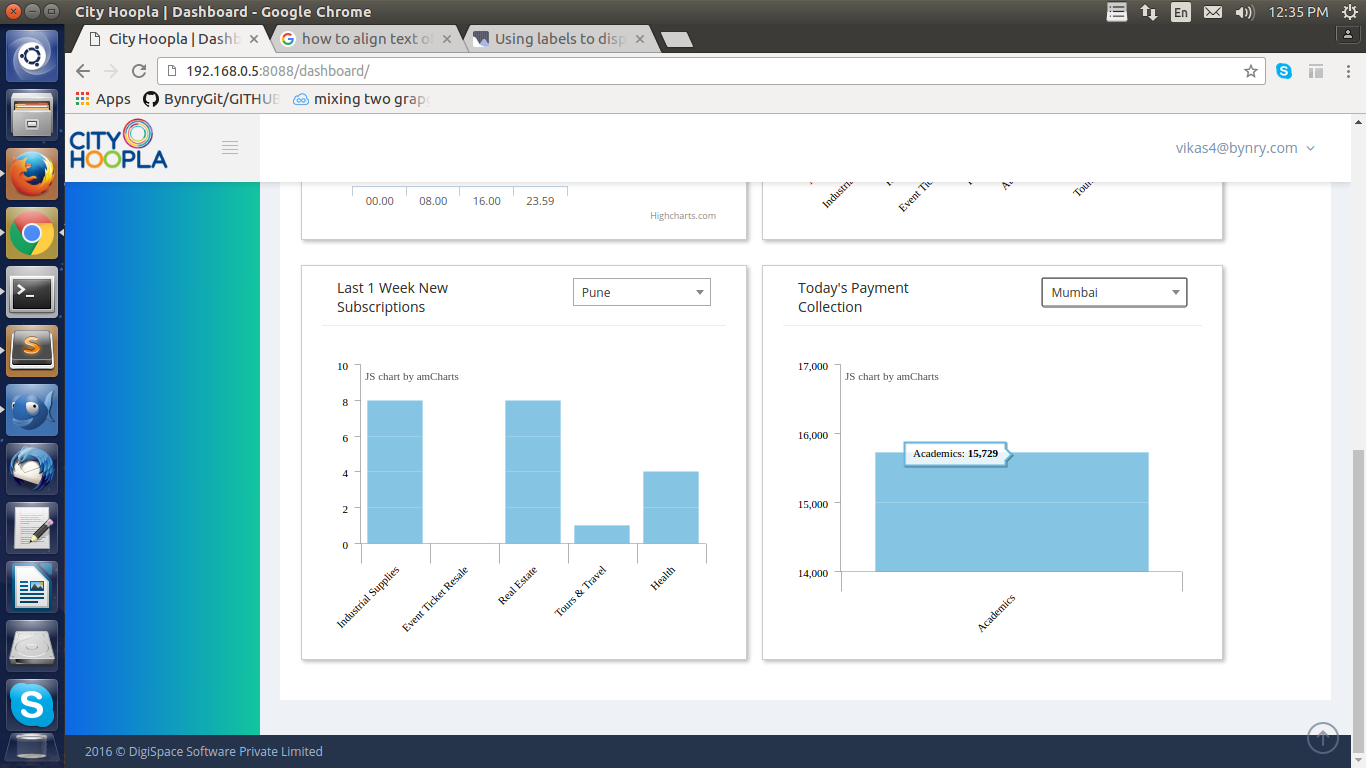 City Hoopla | Dashboard - Google Chrome
En
12:35 PM
City Hoopla | Dashb
how to align text o
Using labels to disp
192.168.0.5:8088/dashboard/
Apps
BynryGit/GITHUB
mixing two grap
CITY
HOOPLA
vikas4@bynry.com
00.00
08.00
16.00
23.59
Highcharts.com
Industri
Event Tic
Tour
Last 1 Week New
Subscriptions
Pune
10
8
6
4
2
0
JS chart by amCharts
Industrial Supplies
Event Ticket Resale
Real Estate
Tours & Travel
Health
Today's Payment
Collection
Mumbai
17,000
16,000
15,000
14,000
JS chart by amCharts
Academics: 15,729
Academics
2016 © DigiSpace Software Private Limited